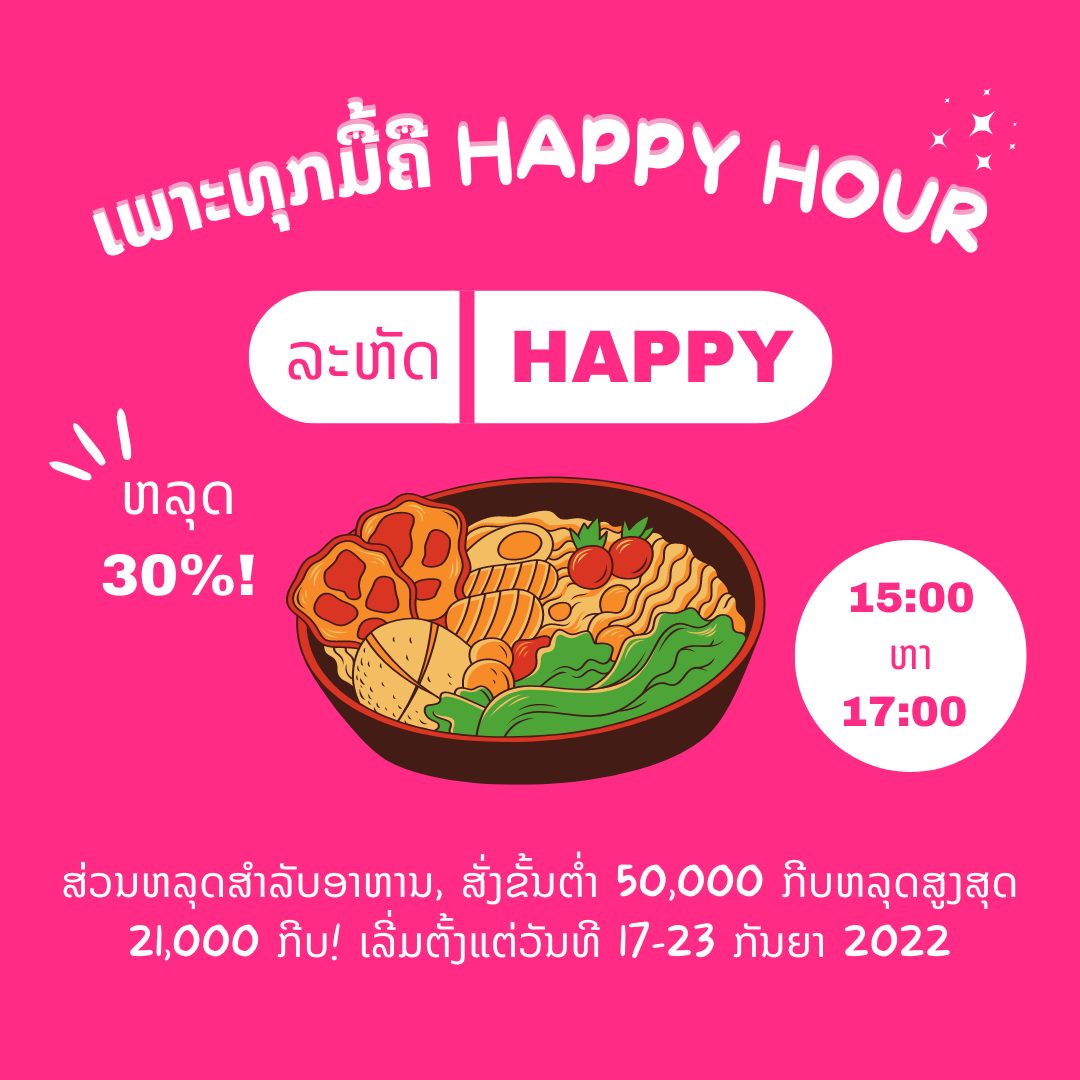 ເພາະທຸກມື້ຄື HAPPY HOUR
ລະຫັດ HAPPY
ຫລຸດ
30%!
15:00
ຫາ
17:00
ສ່ວນຫລຸດສຳລັບອາຫານ, ສັ່ງຂັ້ນຕ່ຳ 50,000 ກີບຫລຸດສູງສຸດ
21,000 ກີບ! ເລີ່ມຕັ້ງແຕ່ວັນທີ 17-23 ກັນຍາ 2022